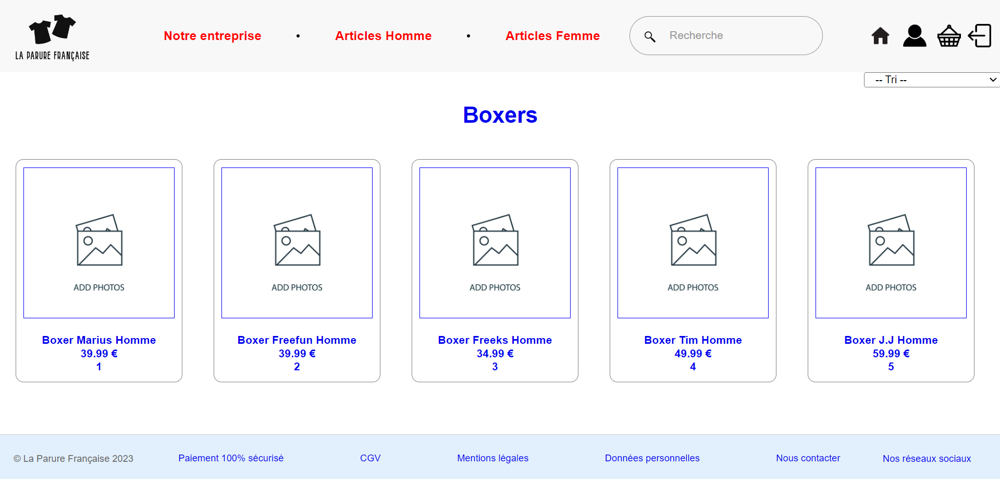 LA PARURE FRANÇAISE
Notre entreprise • Articles Homme • Articles Femme
Recherche
-- Tri --
Boxers
ADD PHOTOS
Boxer Marius Homme
39.99 €
1
ADD PHOTOS
Boxer Freefun Homme
39.99 €
2
ADD PHOTOS
Boxer Freeks Homme
34.99 €
3
ADD PHOTOS
Boxer Tim Homme
49.99 €
4
ADD PHOTOS
Boxer J.J Homme
59.99 €
5
© La Parure Française 2023
Paiement 100% sécurisé
CGV
Mentions légales
Données personnelles
Nous contacter
Nos réseaux sociaux